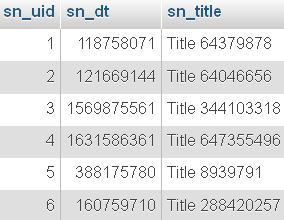 sn_uid sn_dt sn_title
1 118758071 Title 64379878
2 121669144 Title 64046656
3 1569875561 Title 344103318
4 1631586361 Title 647355496
5 388175780 Title 8939791
6 160759710 Title 288420257